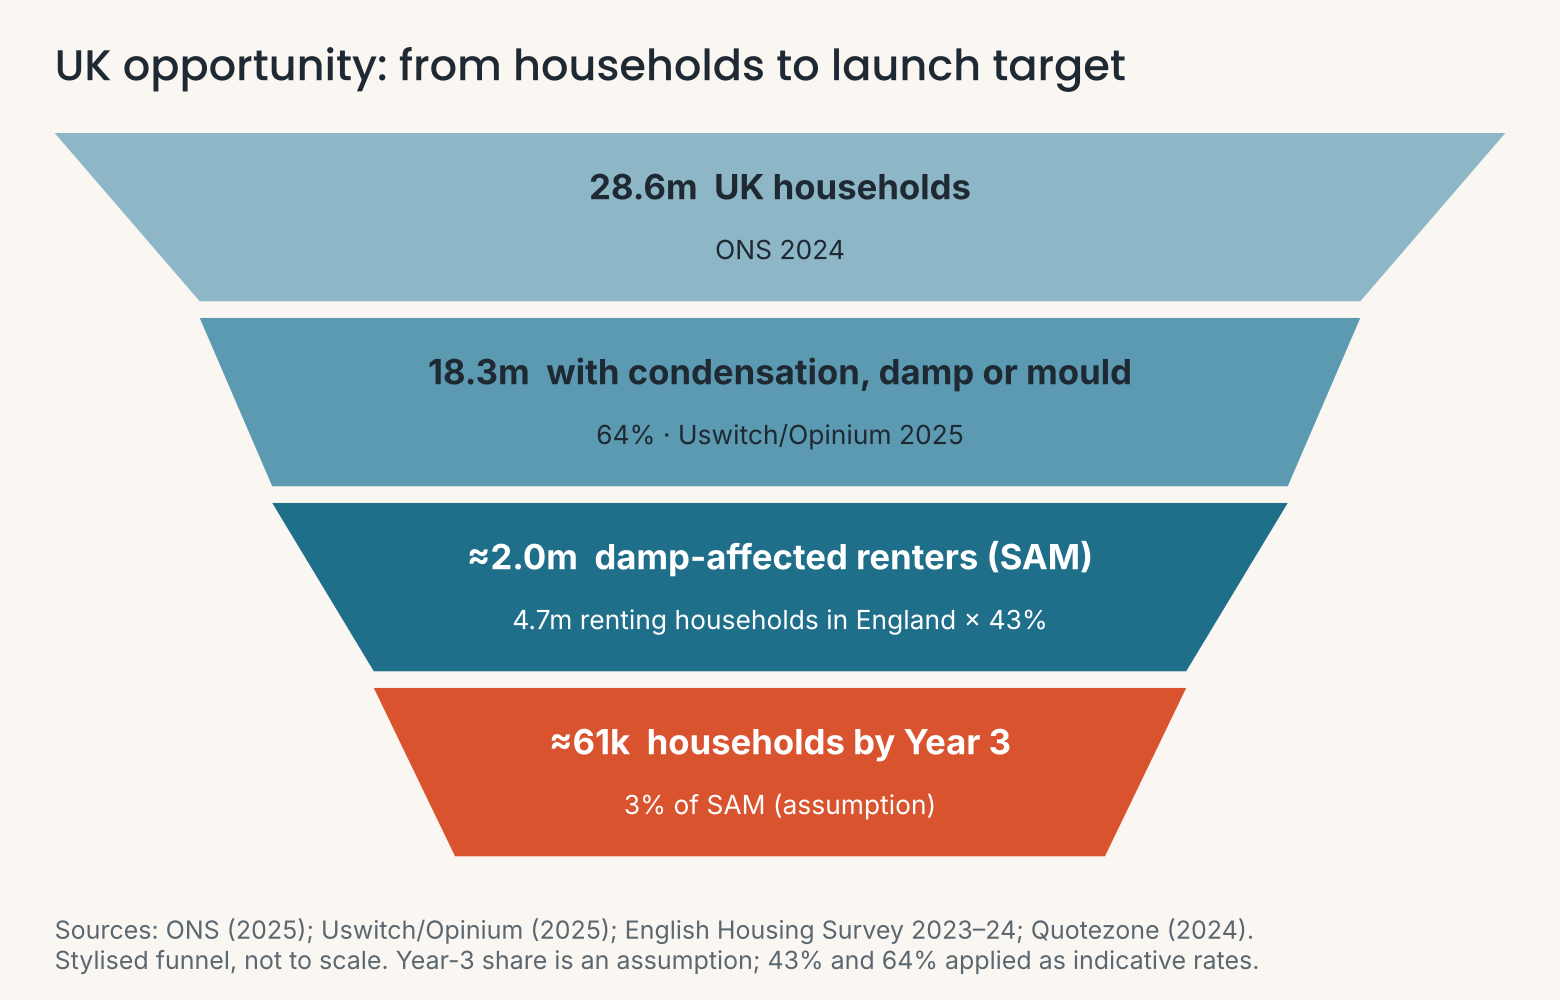 UK opportunity: from households to launch target
28.6m UK households
ONS 2024
18.3m with condensation, damp or mould
64% · Uswitch/Opinium 2025
≈2.0m damp-affected renters (SAM)
4.7m renting households in England × 43%
≈61k households by Year 3
3% of SAM (assumption)
Sources: ONS (2025); Uswitch/Opinium (2025); English Housing Survey 2023–24; Quotezone (2024).
Stylised funnel, not to scale. Year-3 share is an assumption; 43% and 64% applied as indicative rates.